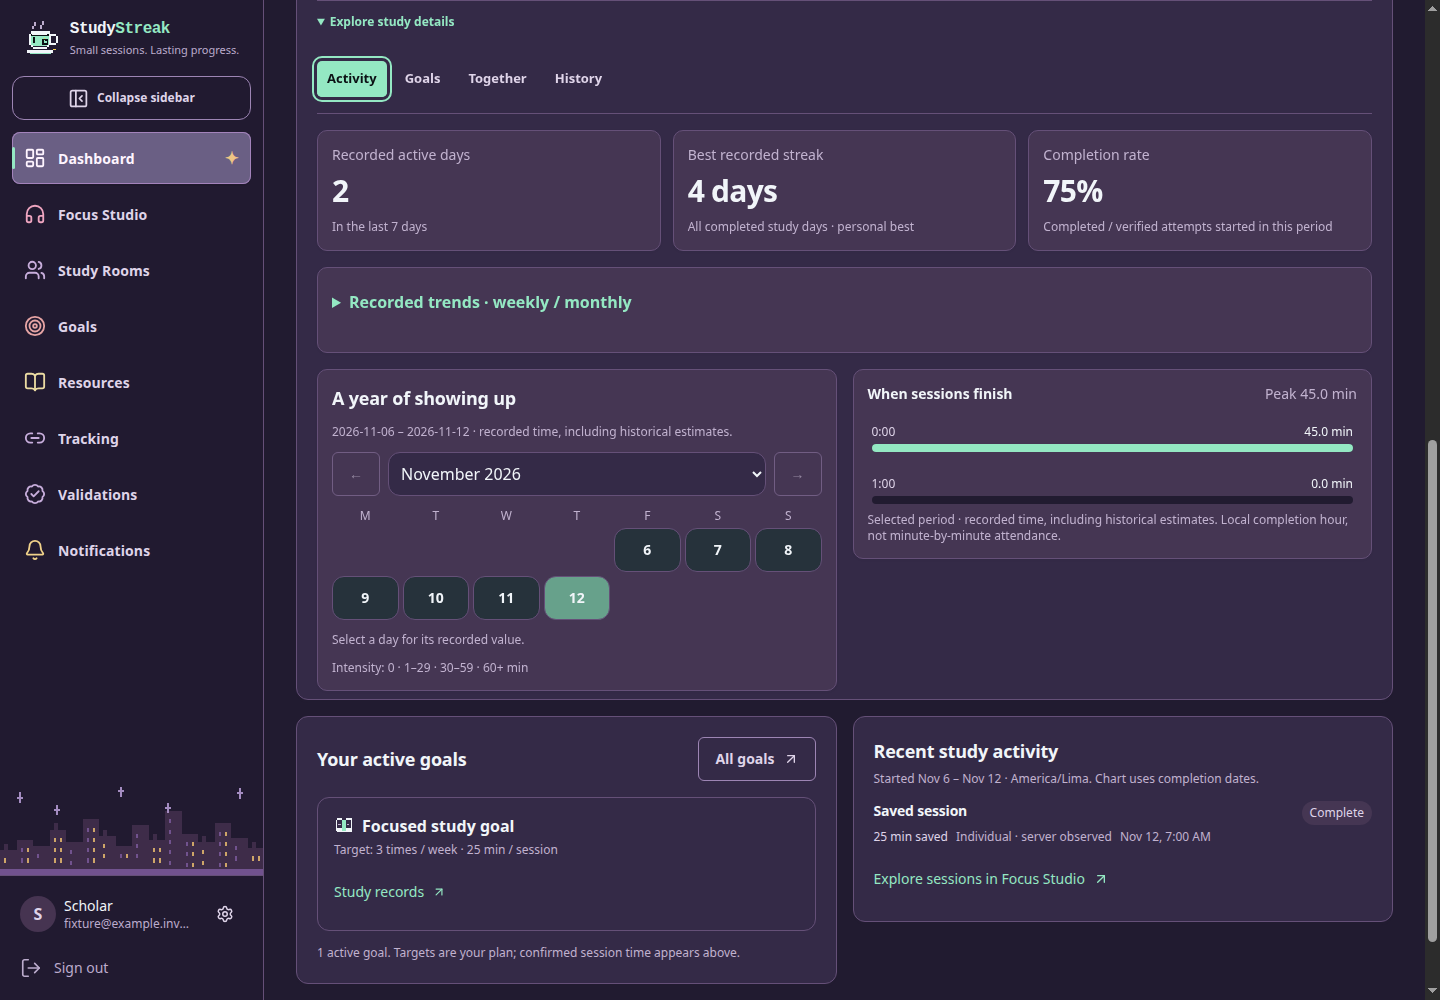 StudyStreak
Small sessions. Lasting progress.
Collapse sidebar
Dashboard
Focus Studio
Study Rooms
Goals
Resources
Tracking
Validations
Notifications
S
Scholar
fixture@example.inv...
Sign out
▼ Explore study details
Activity
Goals
Together
History
Recorded active days
2
In the last 7 days
Best recorded streak
4 days
All completed study days · personal best
Completion rate
75%
Completed / verified attempts started in this period
▶ Recorded trends · weekly / monthly
A year of showing up
2026-11-06 – 2026-11-12 · recorded time, including historical estimates.
←
November 2026
→
M T W T F S S
6 7 8
9 10 11 12
Select a day for its recorded value.
Intensity: 0 · 1–29 · 30–59 · 60+ min
When sessions finish
Peak 45.0 min
0:00 45.0 min
1:00 0.0 min
Selected period · recorded time, including historical estimates. Local completion hour,
not minute-by-minute attendance.
Your active goals
All goals
Focused study goal
Target: 3 times / week · 25 min / session
Study records
1 active goal. Targets are your plan; confirmed session time appears above.
Recent study activity
Started Nov 6 – Nov 12 · America/Lima. Chart uses completion dates.
Saved session
Complete
25 min saved Individual · server observed Nov 12, 7:00 AM
Explore sessions in Focus Studio